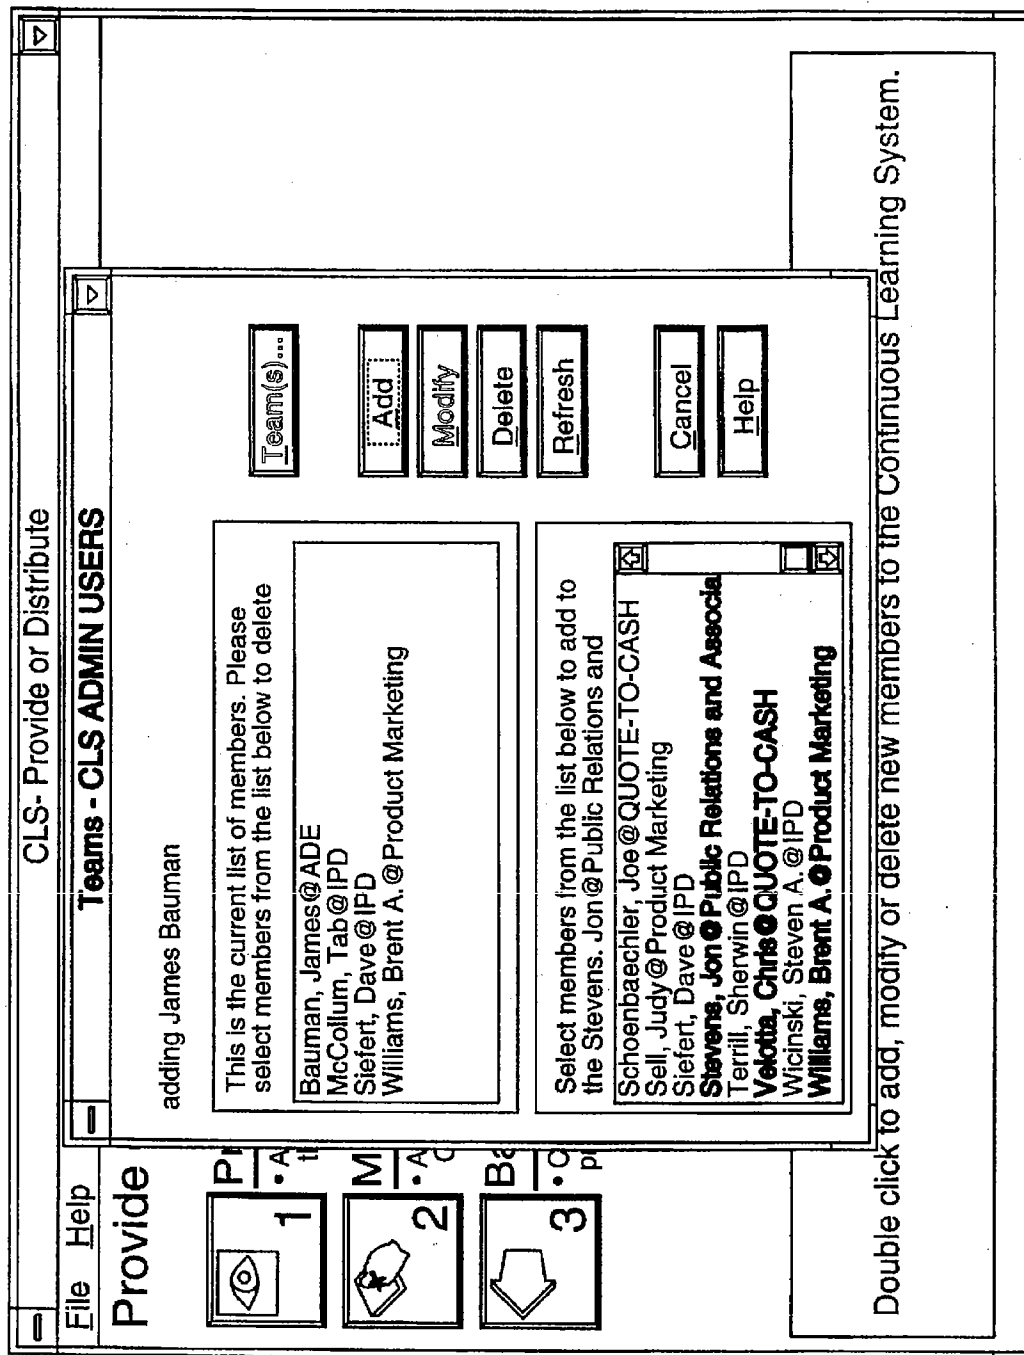 CLS- Provide or Distribute
File Help
Provide
Teams - CLS ADMIN USERS
adding James Bauman
This is the current list of members. Please
select members from the list below to delete
Bauman, James@ADE
McCollum, Tab@IPD
Siefert, Dave@IPD
Williams, Brent A.@Product Marketing
Select members from the list below to add to
the Stevens. Jon@Public Relations and
Schoenbaechler, Joe@QUOTE-TO-CASH
Sell, Judy@Product Marketing
Siefert, Dave@IPD
Stevens, Jon@Public Relations and Associa
Terrill, Sherwin@IPD
Velotta, Chris@QUOTE-TO-CASH
Wicinski, Steven A.@IPD
Williams, Brent A.@Product Marketing
Team(s)...
Add
Modify
Delete
Refresh
Cancel
Help
1
2
M
• A
3
Ba
Double click to add, modify or delete new members to the Continuous Learning System.